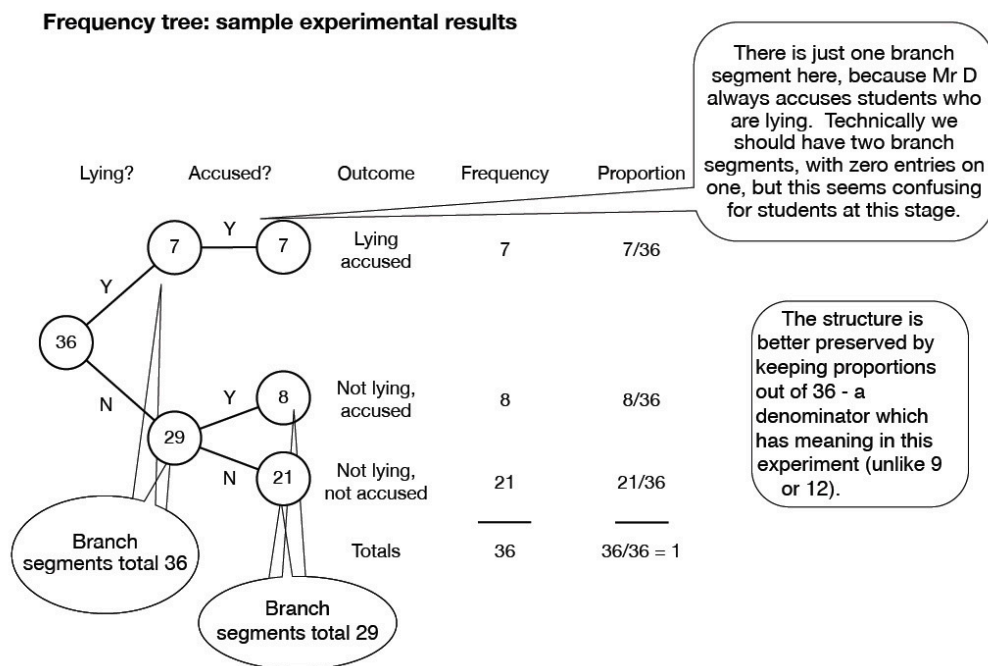 Frequency tree: sample experimental results
There is just one branch
segment here, because Mr D
always accuses students who
are lying. Technically we
should have two branch
segments, with zero entries on
one, but this seems confusing
for students at this stage.
Lying? Accused? Outcome Frequency Proportion
Y
7
Y
7
Lying
accused
7
7/36
36
N
29
Y
8
Not lying,
accused
8
8/36
N
21
Not lying,
not accused
21
21/36
Totals
36
36/36 = 1
The structure is
better preserved by
keeping proportions
out of 36 - a
denominator which
has meaning in this
experiment (unlike 9
or 12).
Branch
segments total 36
Branch
segments total 29